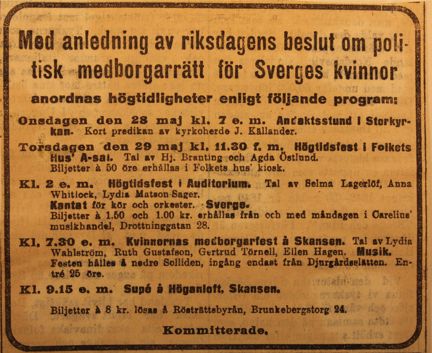 Med anledning av riksdagens beslut om poli-
tisk medborgarrätt för Sverges kvinnor
anordnas högtidligheter enligt följande program:
Onsdagen den 28 maj kl. 7 e. m. Andaktsstund i Storkyr-
kan. Kort predikan av kyrkoherde J. Källander.
Torsdagen den 29 maj kl. 11.30 f. m. Högtidsfest i Folkets
Hus' A-sal. Tal av Hj. Branting och Agda Östlund.
Biljetter à 50 öre erhållas i Folkets hus' kiosk.
Kl. 2 e. m. Högtidsfest i Auditorium. Tal av Selma Lagerlöf, Anna
Whitlock, Lydia Matson-Sager.
Kantat för kör och orkester. Sverge.
Biljetter à 1.50 och 1.00 kr. erhållas från och med måndagen i Carelius'
musikhandel, Drottninggatan 28.
Kl. 7.30 e. m. Kvinnornas medborgarfest å Skansen. Tal av Lydia
Wahlström, Ruth Gustafson, Gertrud Törnell, Ellen Hagen. Musik.
Festen hålles å nedre Solliden, ingång endast från Djurgårdsslätten. En-
tré 25 öre.
Kl. 9.15 e. m. Supé å Höganloft, Skansen.
Biljetter à 8 kr. lösas å Rösträttsbyrån, Brunkebergstorg 24.
Kommitterade.